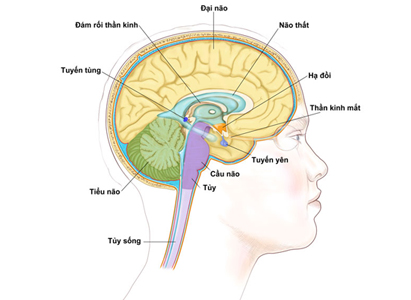 Đại não
Đám rối thần kinh
Não thất
Tuyến tùng
Hạ đồi
Thần kinh mắt
Tuyến yên
Cầu não
Tiểu não
Tủy
Tủy sống